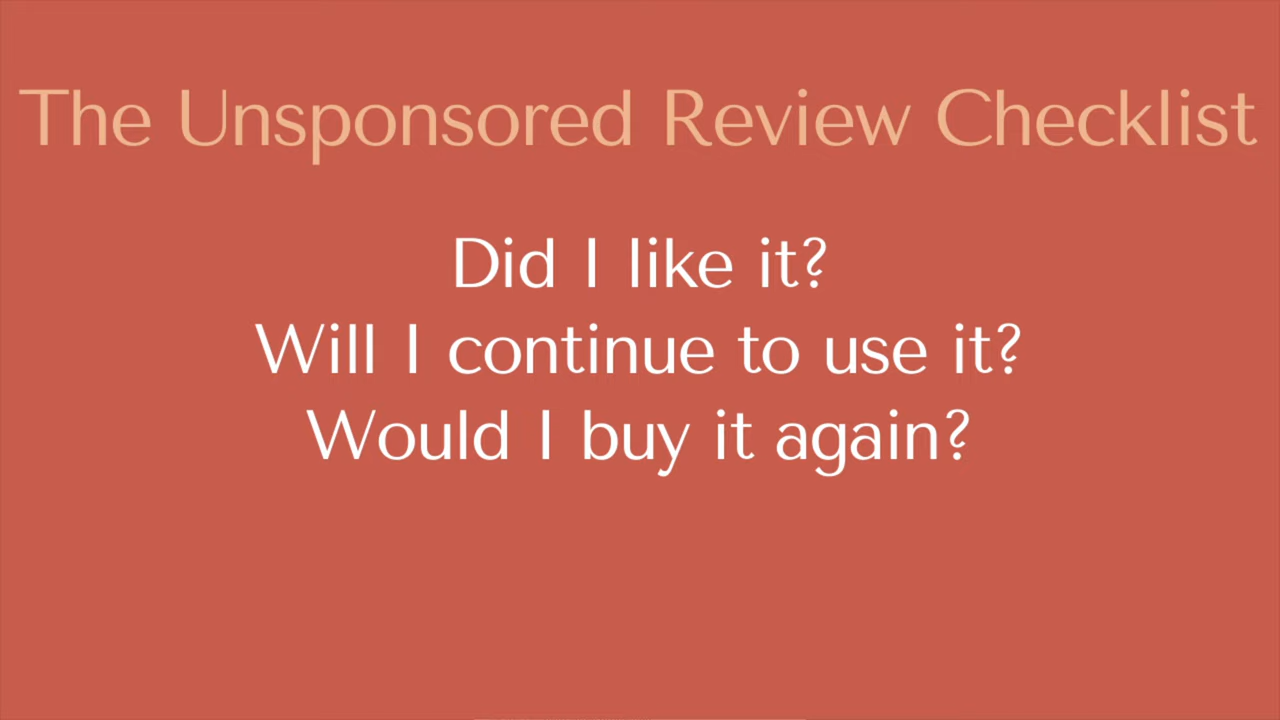 The Unsponsored Review Checklist
Did I like it?
Will I continue to use it?
Would I buy it again?